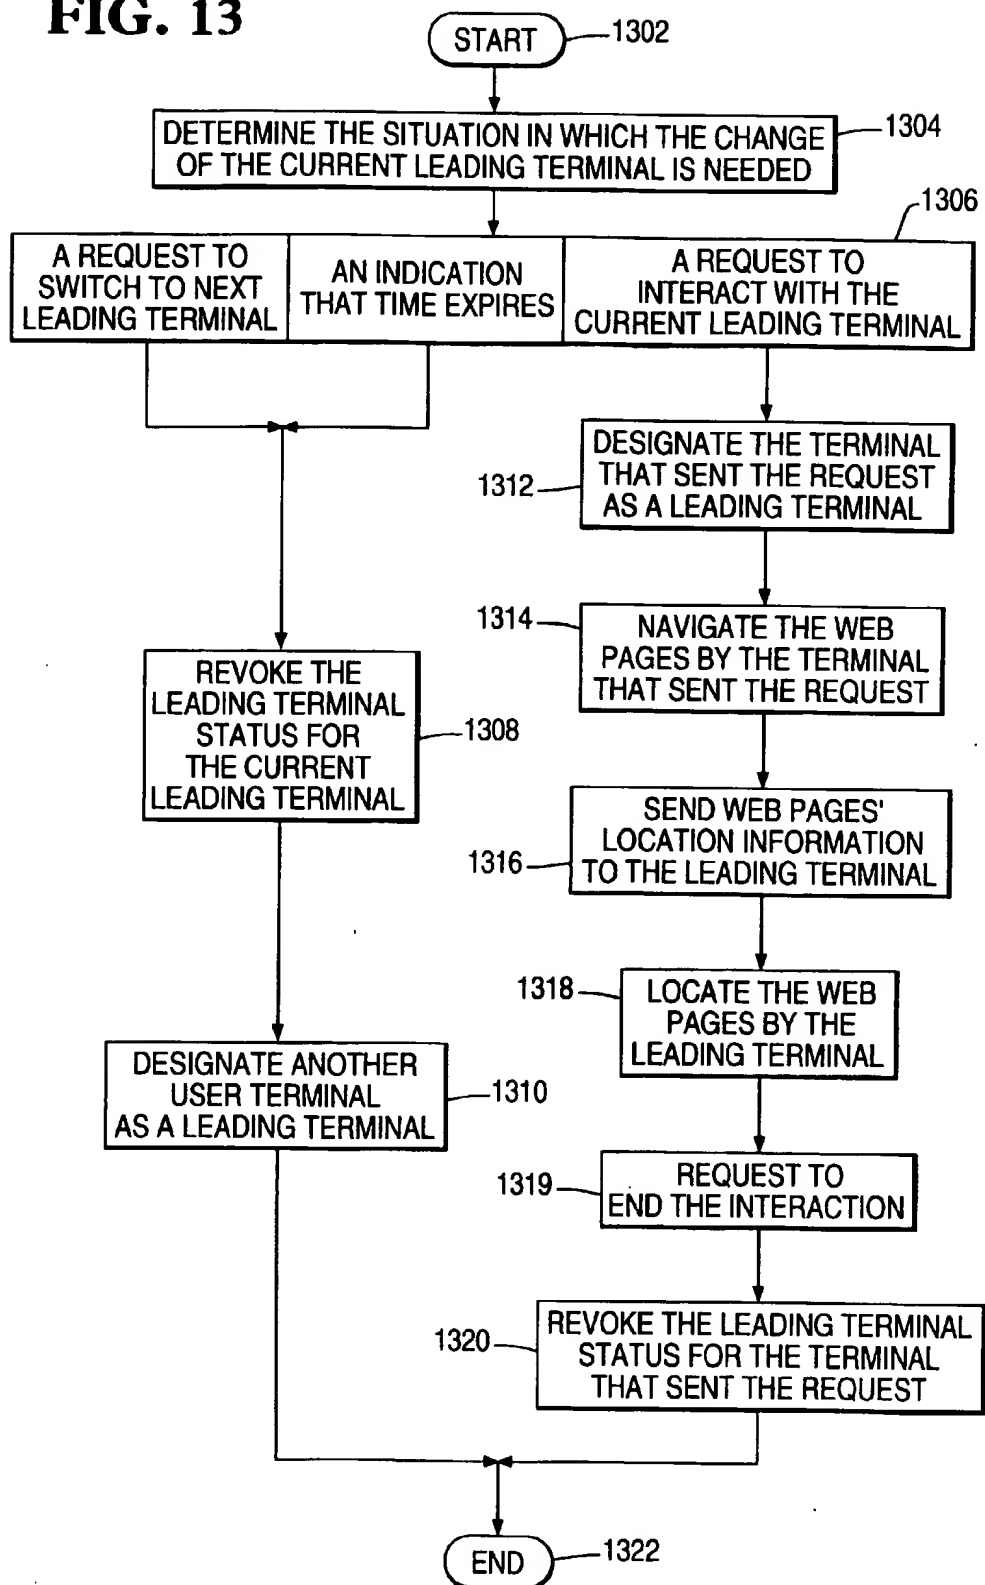 FIG. 13
START
1302
DETERMINE THE SITUATION IN WHICH THE CHANGE
OF THE CURRENT LEADING TERMINAL IS NEEDED
1304
1306
A REQUEST TO
SWITCH TO NEXT
LEADING TERMINAL
AN INDICATION
THAT TIME EXPIRES
A REQUEST TO
INTERACT WITH THE
CURRENT LEADING TERMINAL
DESIGNATE THE TERMINAL
THAT SENT THE REQUEST
AS A LEADING TERMINAL
1312
1314
NAVIGATE THE WEB
PAGES BY THE TERMINAL
THAT SENT THE REQUEST
REVOKE THE
LEADING TERMINAL
STATUS FOR
THE CURRENT
LEADING TERMINAL
1308
SEND WEB PAGES'
LOCATION INFORMATION
TO THE LEADING TERMINAL
1316
1318
LOCATE THE WEB
PAGES BY THE
LEADING TERMINAL
DESIGNATE ANOTHER
USER TERMINAL
AS A LEADING TERMINAL
1310
1319
REQUEST TO
END THE INTERACTION
1320
REVOKE THE LEADING TERMINAL
STATUS FOR THE TERMINAL
THAT SENT THE REQUEST
END
1322